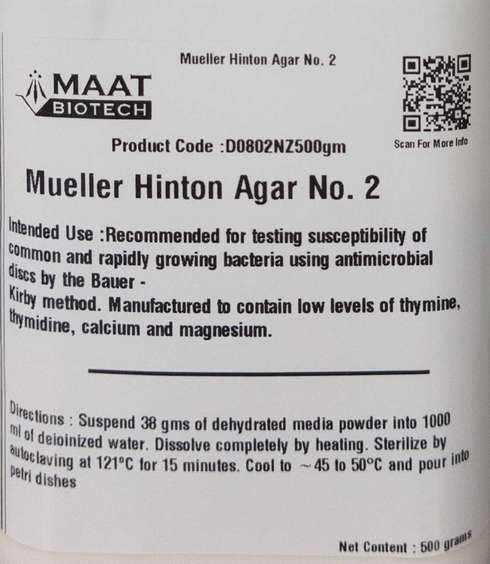 Mueller Hinton Agar No. 2
MAAT
BIOTECH
Scan For More Info
Product Code :D0802NZ500gm
Mueller Hinton Agar No. 2
Intended Use :Recommended for testing susceptibility of
common and rapidly growing bacteria using antimicrobial
discs by the Bauer -
Kirby method. Manufactured to contain low levels of thymine,
thymidine, calcium and magnesium.
Directions : Suspend 38 gms of dehydrated media powder into 1000
ml of deioinized water. Dissolve completely by heating. Sterilize by
autoclaving at 121°C for 15 minutes. Cool to ~45 to 50°C and pour into
petri dishes
Net Content : 500 grams